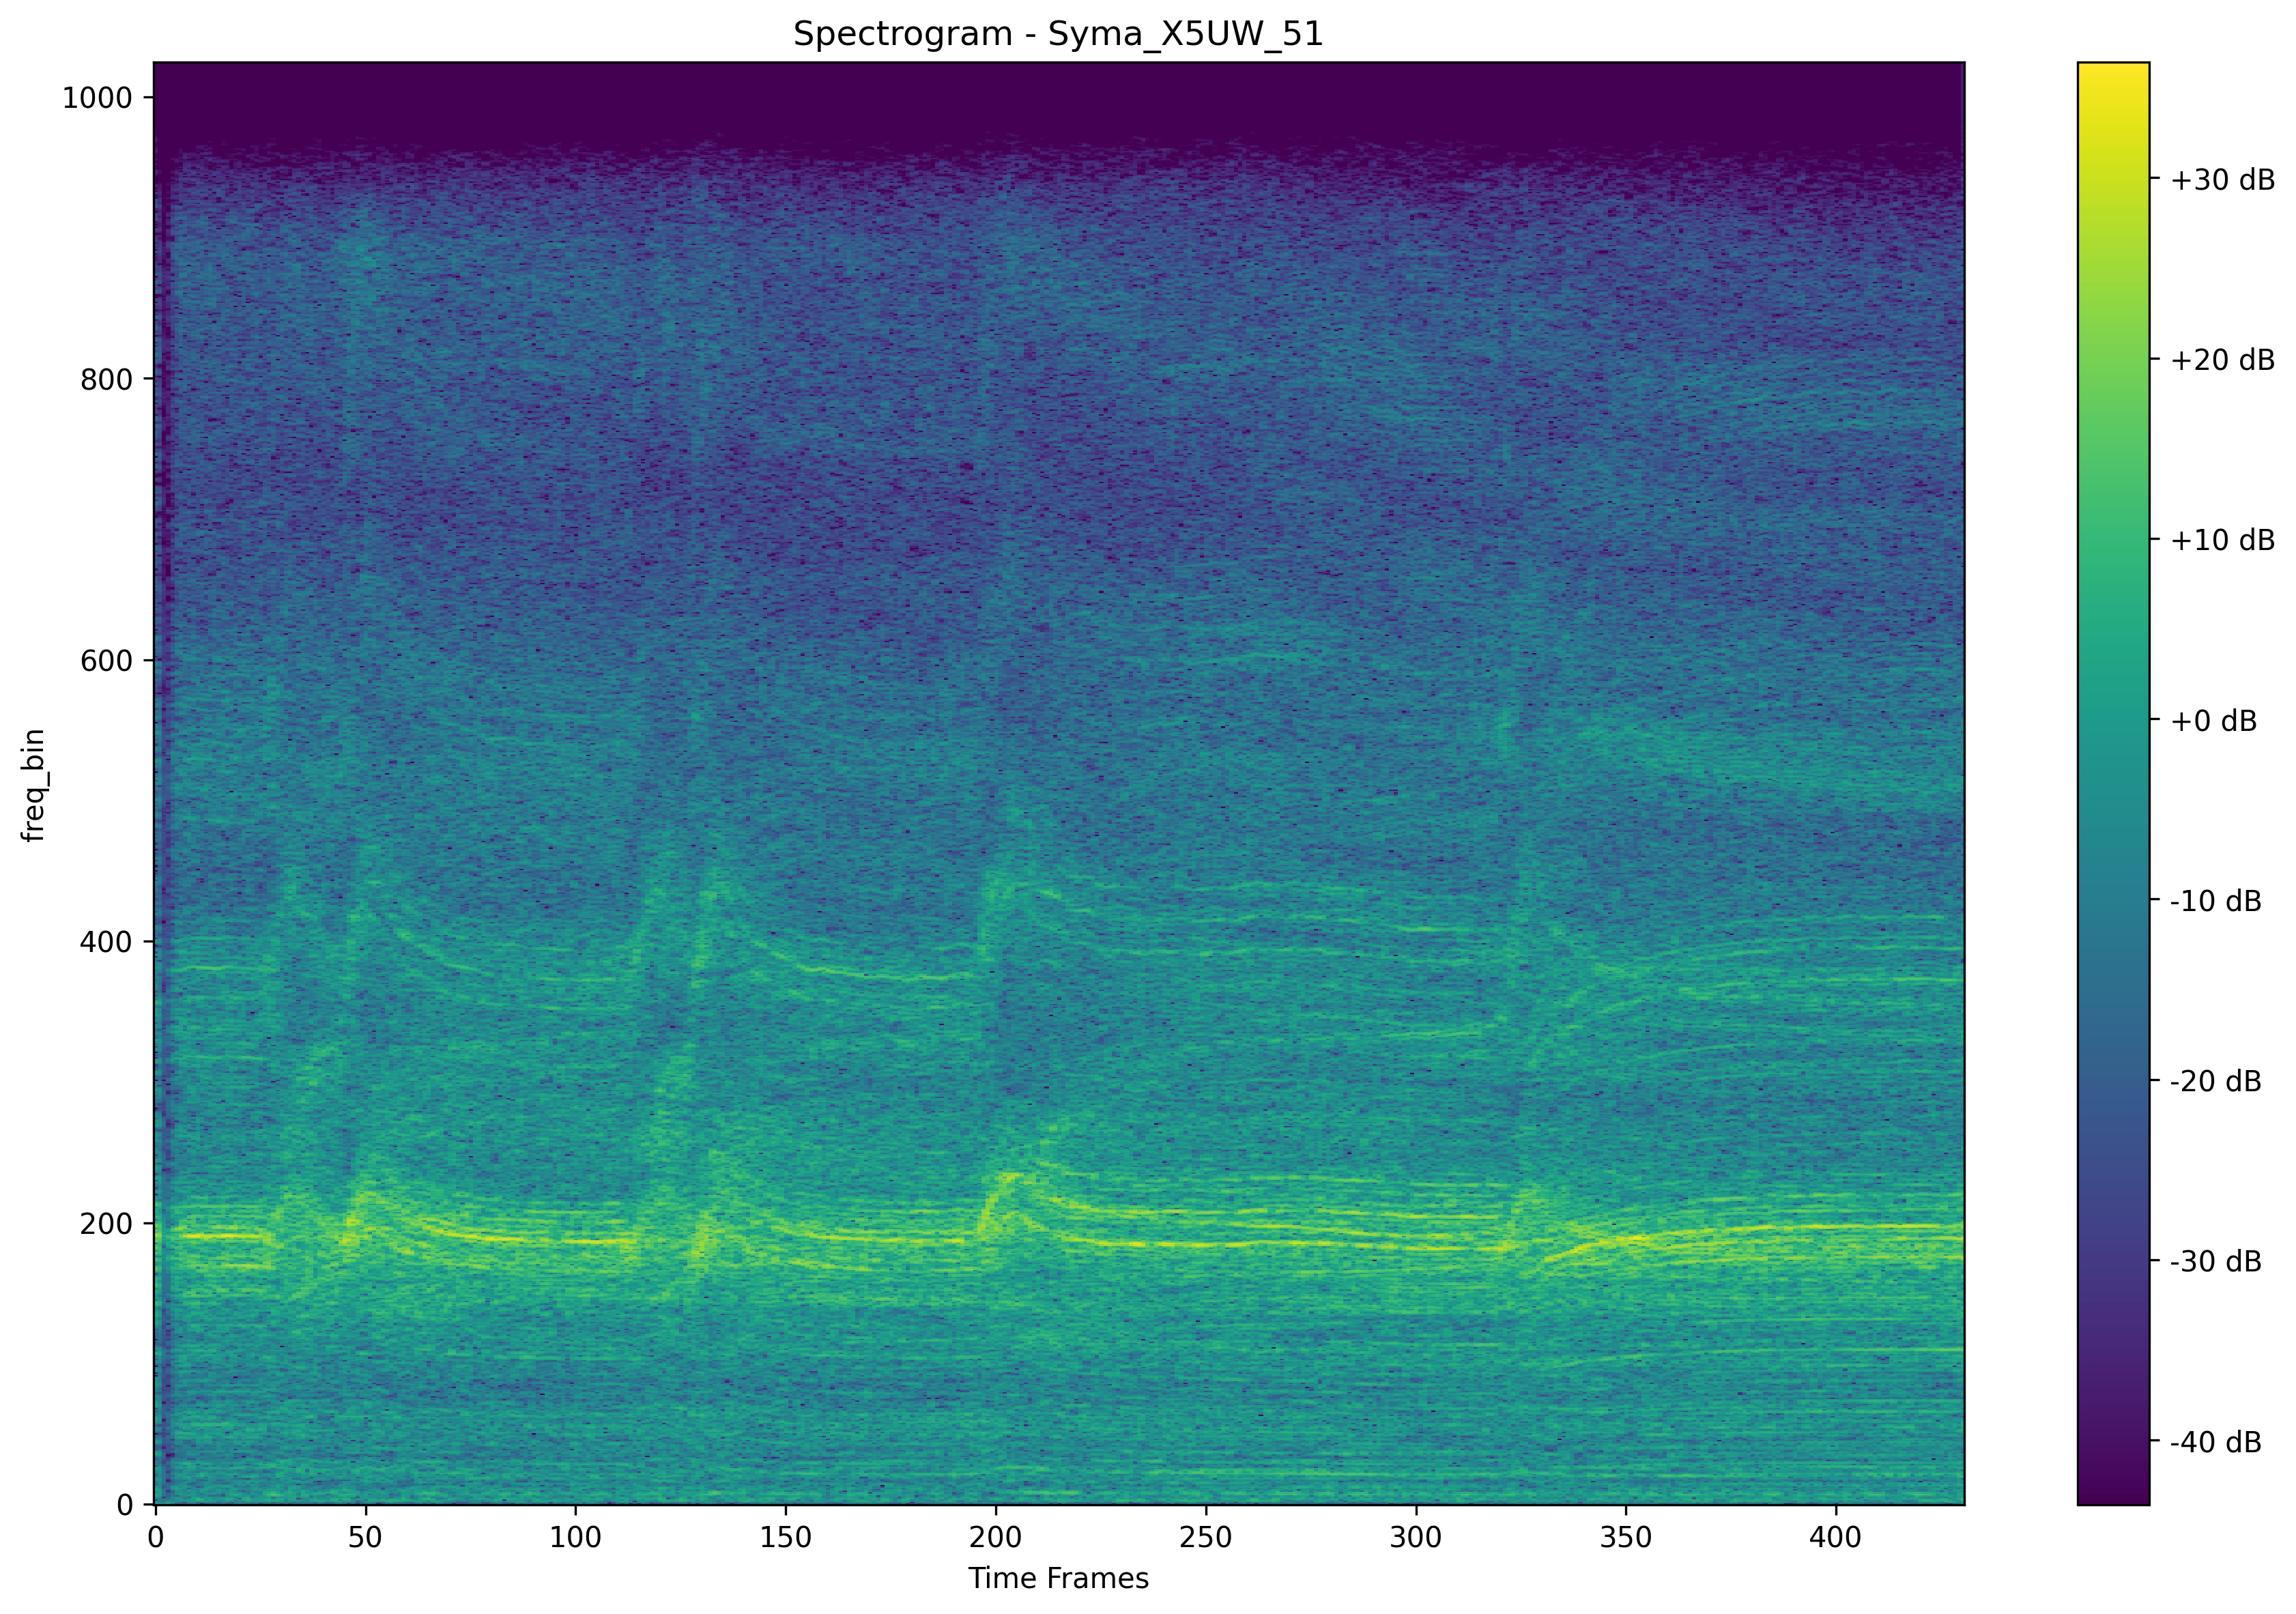 Spectrogram - Syma_X5UW_51
1000
800
600
400
200
0
freq_bin
0 50 100 150 200 250 300 350 400
Time Frames
+30 dB
+20 dB
+10 dB
+0 dB
-10 dB
-20 dB
-30 dB
-40 dB